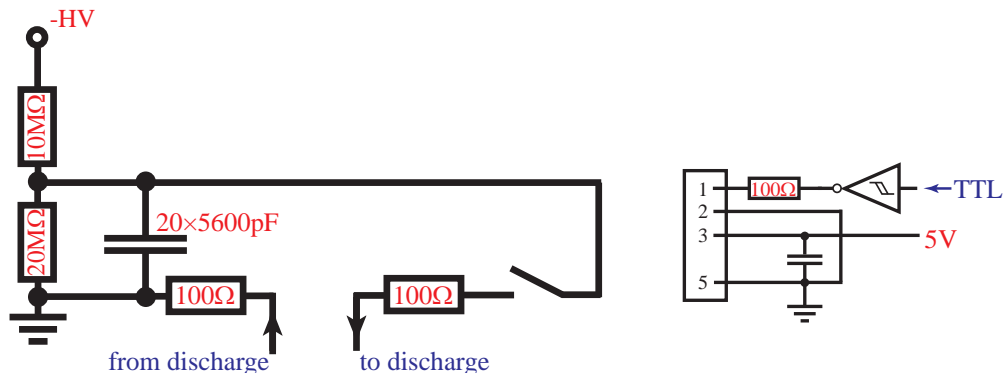 -HV
10MΩ
20MΩ
20×5600pF
100Ω
100Ω
from discharge
to discharge
1
2
3
5
100Ω
TTL
5V